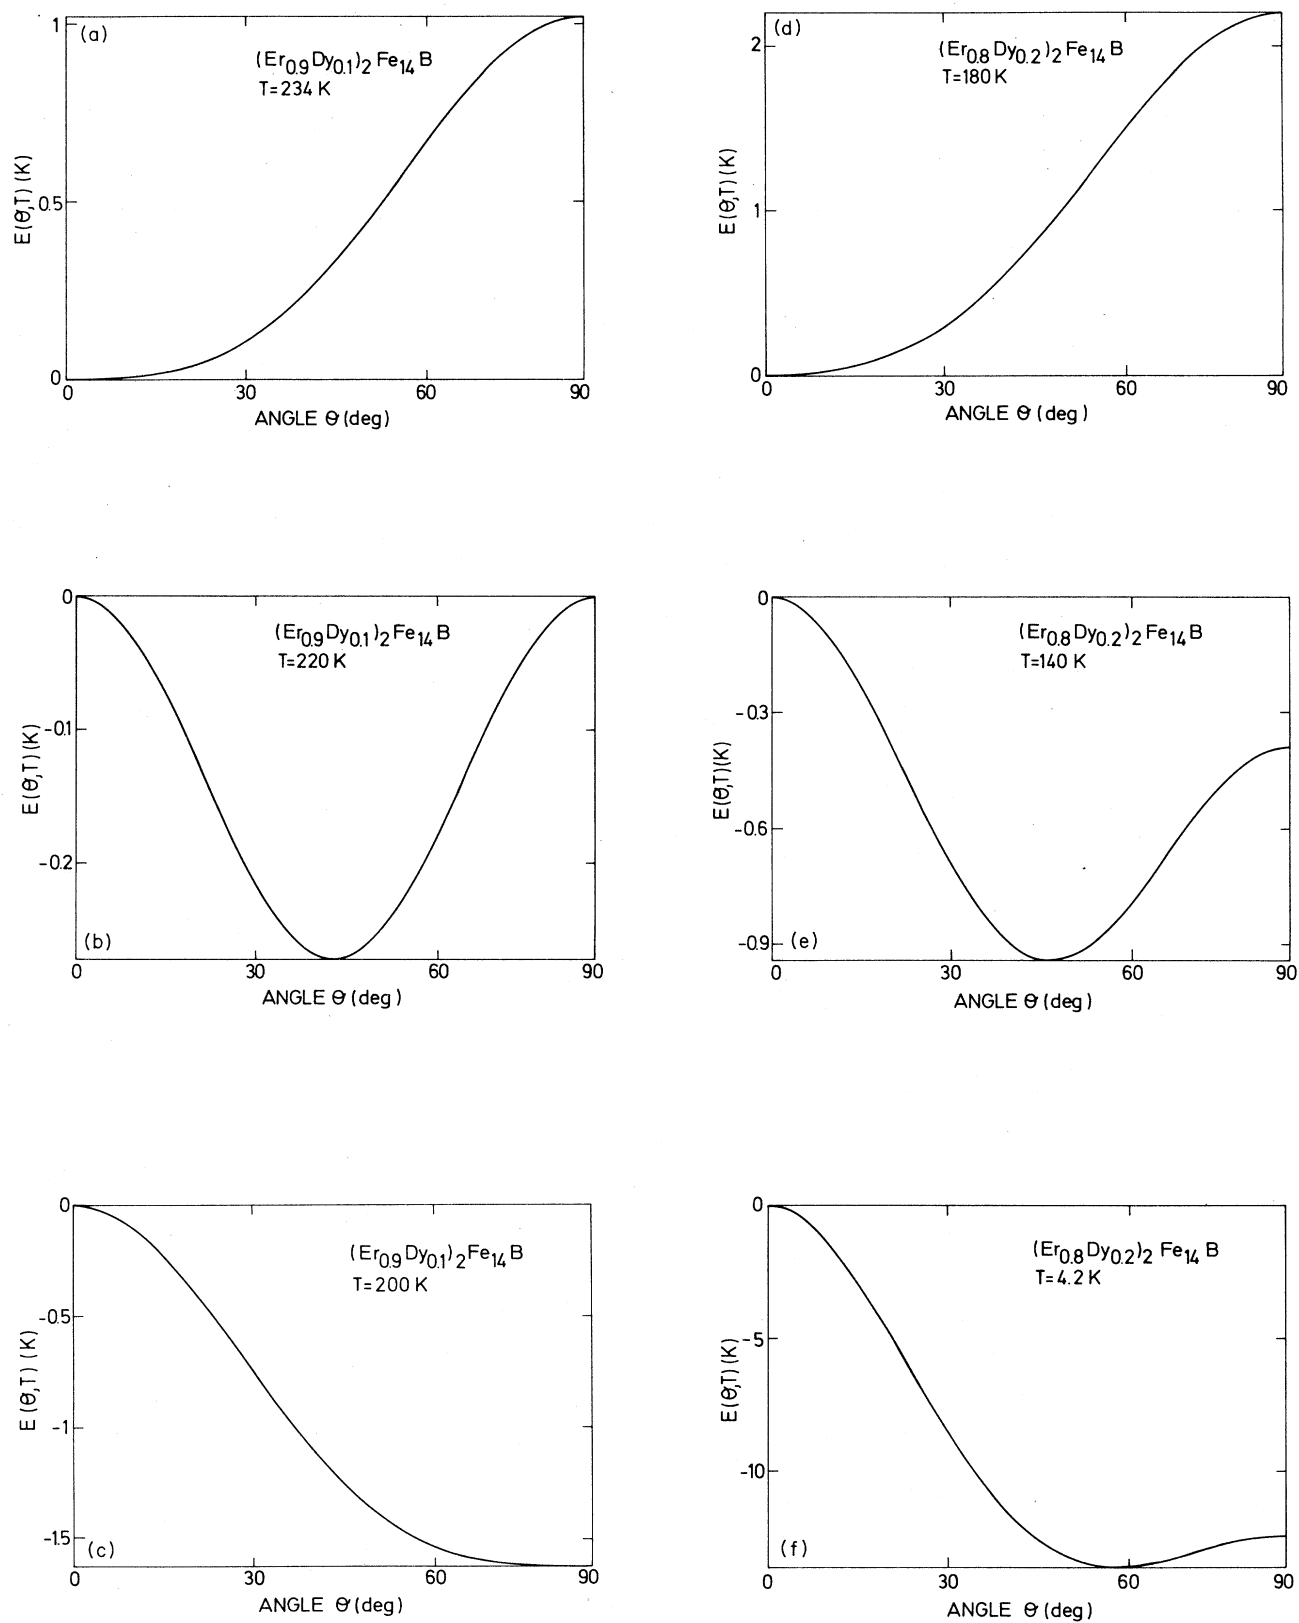 (a)
(Er0.9Dy0.1)2Fe14B
T=234 K
1
0.5
0
E(θ,T)(K)
0 30 60 90
ANGLE θ (deg)
(d)
(Er0.8Dy0.2)2Fe14B
T=180 K
2
1
0
E(θ,T)(K)
0 30 60 90
ANGLE θ (deg)
(Er0.9Dy0.1)2Fe14B
T=220 K
0
-0.1
-0.2
E(θ,T)(K)
(b)
0 30 60 90
ANGLE θ (deg)
(Er0.8Dy0.2)2Fe14B
T=140 K
0
-0.3
-0.6
-0.9
E(θ,T)(K)
(e)
0 30 60 90
ANGLE θ (deg)
(Er0.9Dy0.1)2Fe14B
T=200 K
0
-0.5
-1
-1.5
E(θ,T)(K)
(c)
0 30 60 90
ANGLE θ (deg)
(Er0.8Dy0.2)2Fe14B
T=4.2 K
0
-5
-10
E(θ,T)(K)
(f)
0 30 60 90
ANGLE θ (deg)